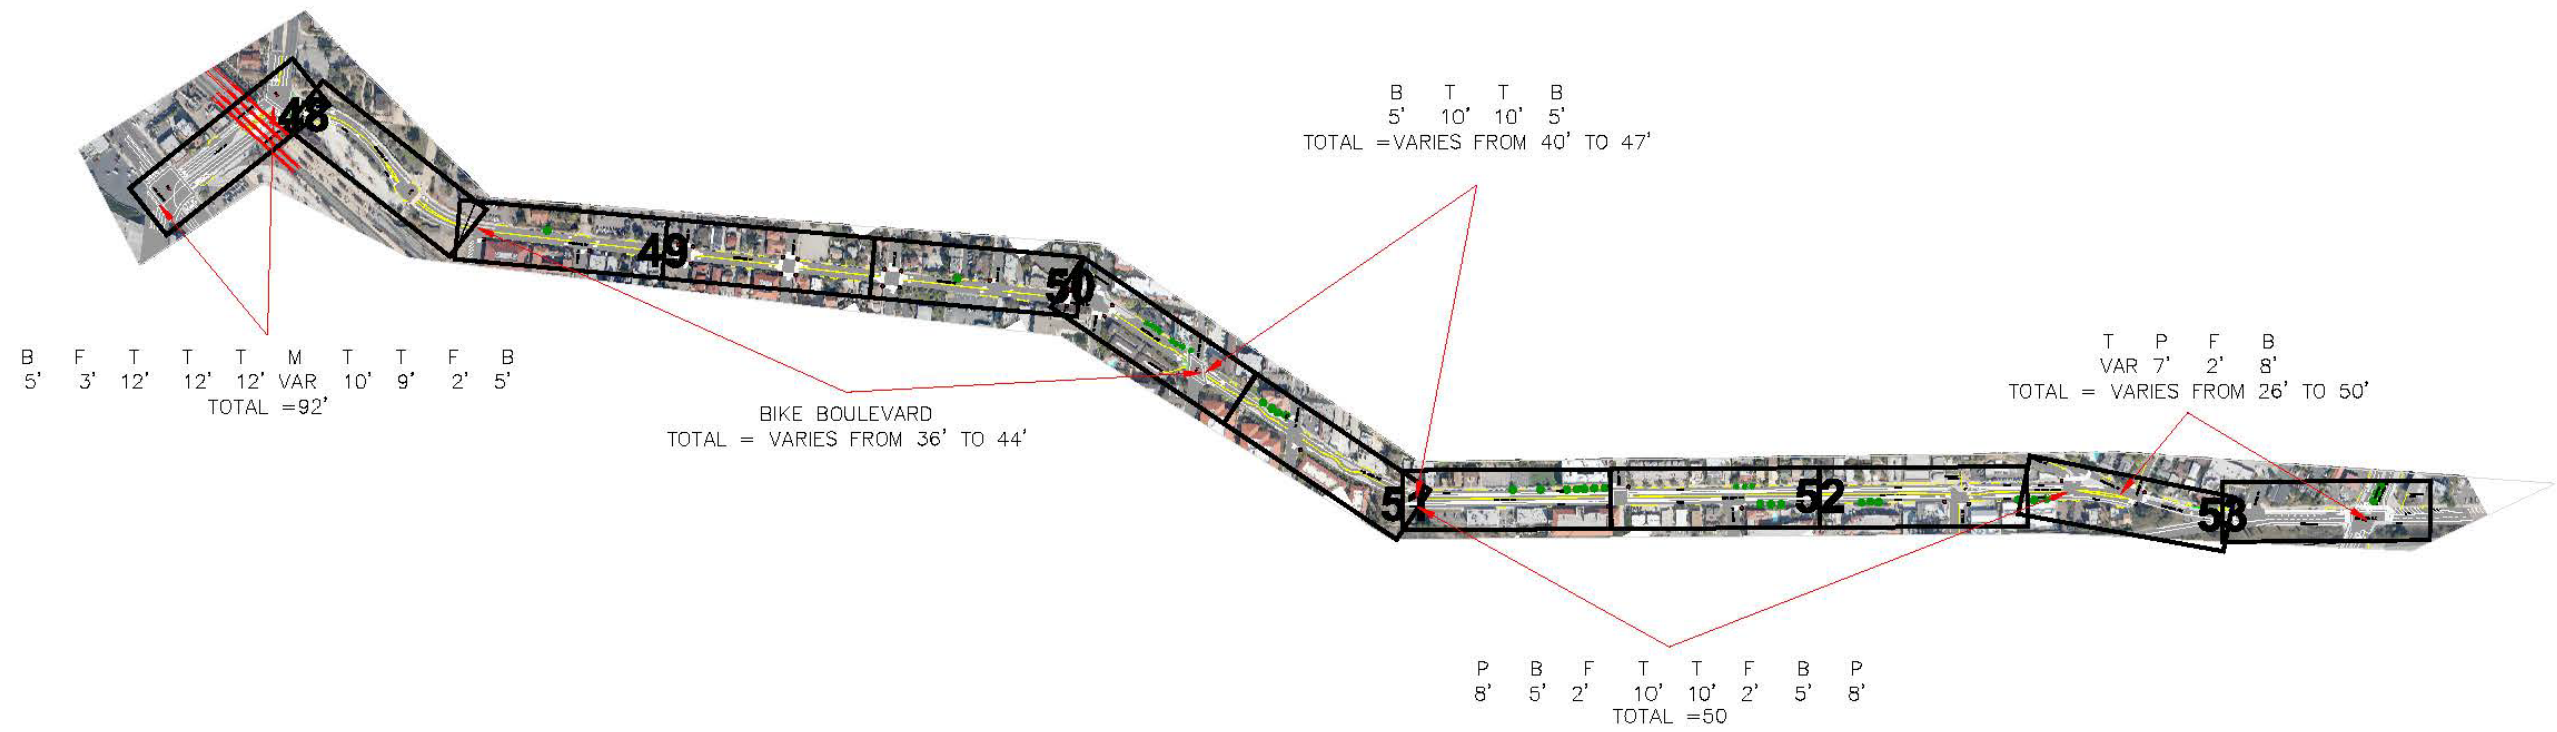 B T T B
5' 10' 10' 5'
TOTAL =VARIES FROM 40' TO 47'
48
49
50
B F T T T M T T F B
5' 3' 12' 12' 12' VAR 10' 9' 2' 5'
TOTAL =92'
BIKE BOULEVARD
TOTAL = VARIES FROM 36' TO 44'
T P F B
VAR 7' 2' 8'
TOTAL = VARIES FROM 26' TO 50'
51
52
53
P B F T T F B P
8' 5' 2' 10' 10' 2' 5' 8'
TOTAL =50